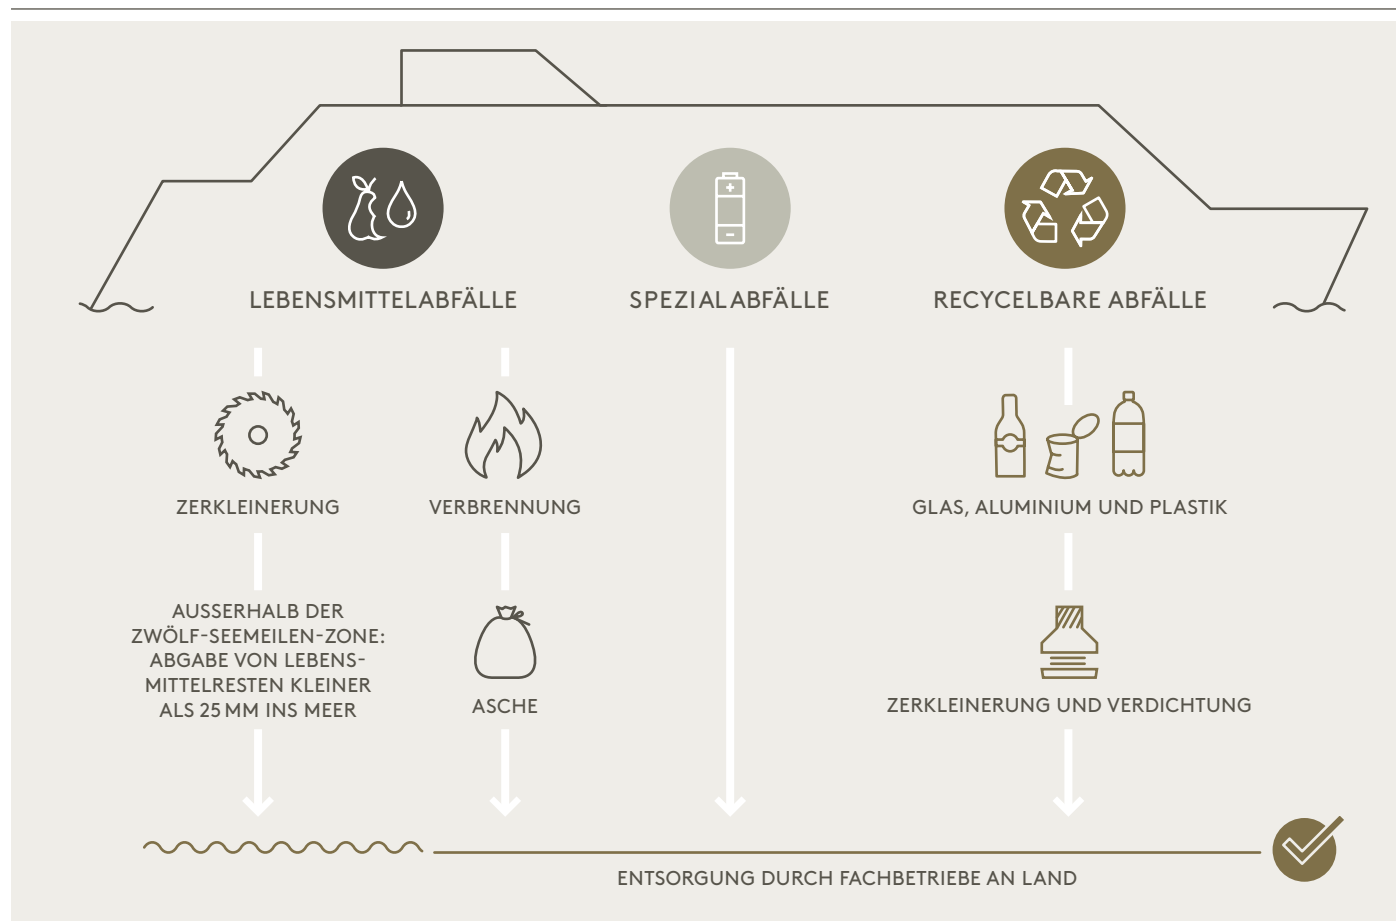 LEBENSMITTELABFÄLLE
SPEZIALABFÄLLE
RECYCELBARE ABFÄLLE
ZERKLEINERUNG
VERBRENNUNG
GLAS, ALUMINIUM UND PLASTIK
AUSSERHALB DER
ZWÖLF-SEEMEILEN-ZONE:
ABGABE VON LEBENS-
MITTELRESTEN KLEINER
ALS 25 MM INS MEER
ASCHE
ZERKLEINERUNG UND VERDICHTUNG
ENTSORGUNG DURCH FACHBETRIEBE AN LAND